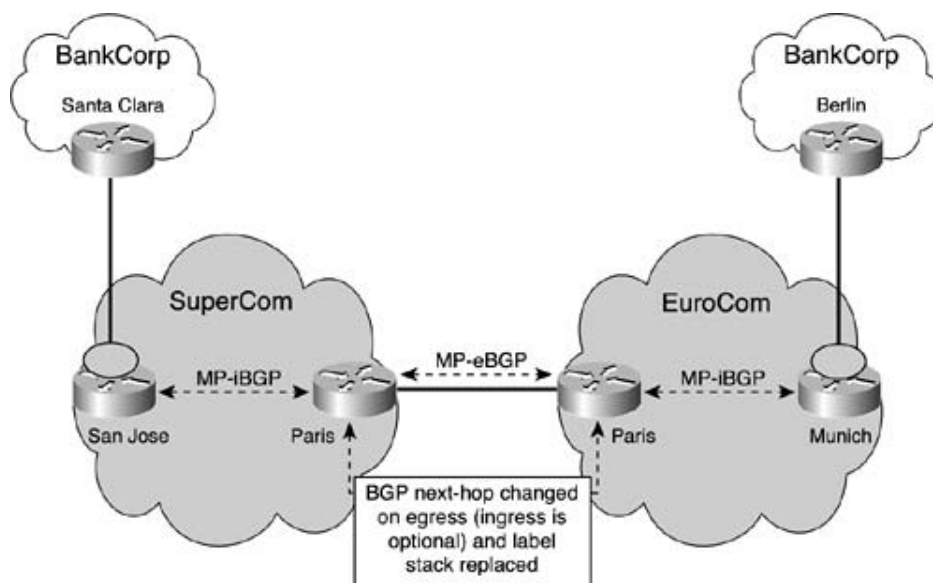 BankCorp
Santa Clara
BankCorp
Berlin
SuperCom
EuroCom
MP-iBGP
MP-eBGP
MP-iBGP
San Jose
Paris
Paris
Munich
BGP next-hop changed
on egress (ingress is
optional) and label
stack replaced